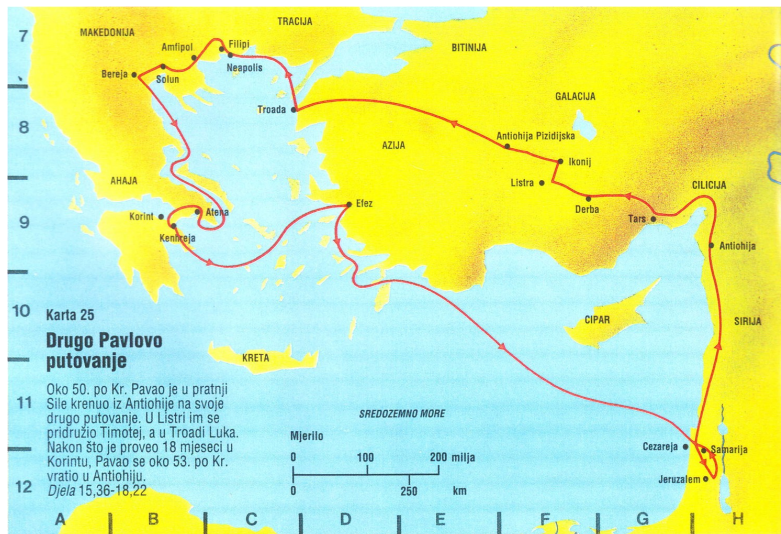 7
MAKEDONIJA
TRACIJA
BITINIJA
Amfipol
Filipi
Neapolis
Bereja
Solun
Troada
8
GALACIJA
AZIJA
Antiohija Pizidijska
Ikonij
Listra
Derba
CILICIJA
Tars
AHAJA
9
Korint
Atena
Kenhreja
Efez
Antiohija
10
CIPAR
SIRIJA
KRETA
Karta 25
Drugo Pavlovo
putovanje
Oko 50. po Kr. Pavao je u pratnji
Sile krenuo iz Antiohije na svoje
drugo putovanje. U Listri im se
pridružio Timotej, a u Troadi Luka.
Nakon što je proveo 18 mjeseci u
Korintu, Pavao se oko 53. po Kr.
vratio u Antiohiju.
Djela 15,36-18,22
11
SREDOZEMNO MORE
Mjerilo
0 100 200 milja
0 250 km
Cezareja
Samarija
Jeruzalem
12
A B C D E F G H